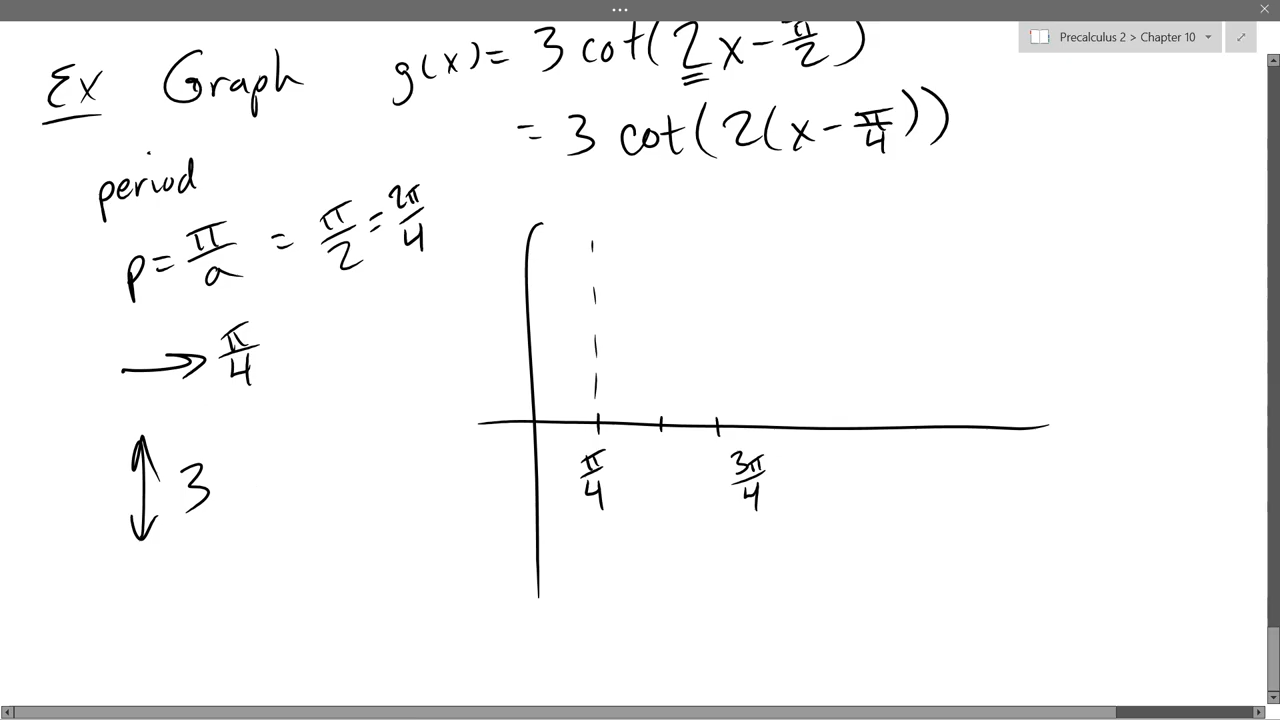 Precalculus 2 > Chapter 10
Ex Graph g(x) = 3 cot(2x - π/2)
= 3 cot(2(x - π/4))
period
p = π/a = π/2 = 2π/4
→ π/4
↕ 3
π/4 3π/4